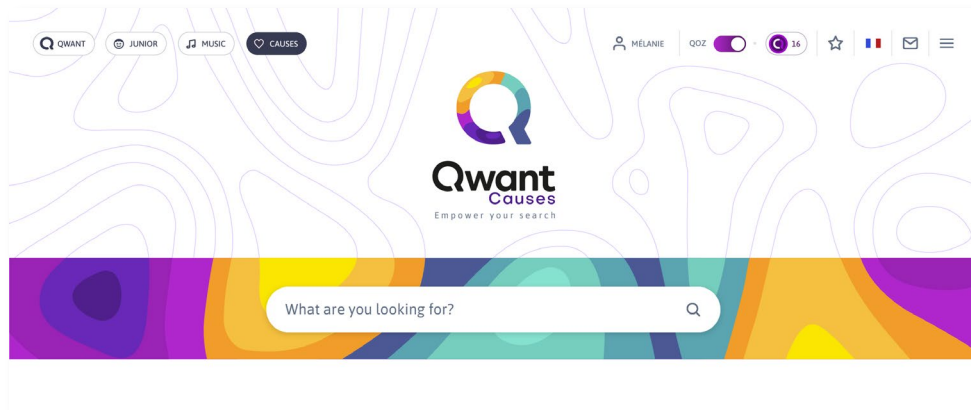 QWANT
JUNIOR
MUSIC
CAUSES
MÉLANIE
QOZ
C 16
Qwant
Causes
Empower your search
What are you looking for?